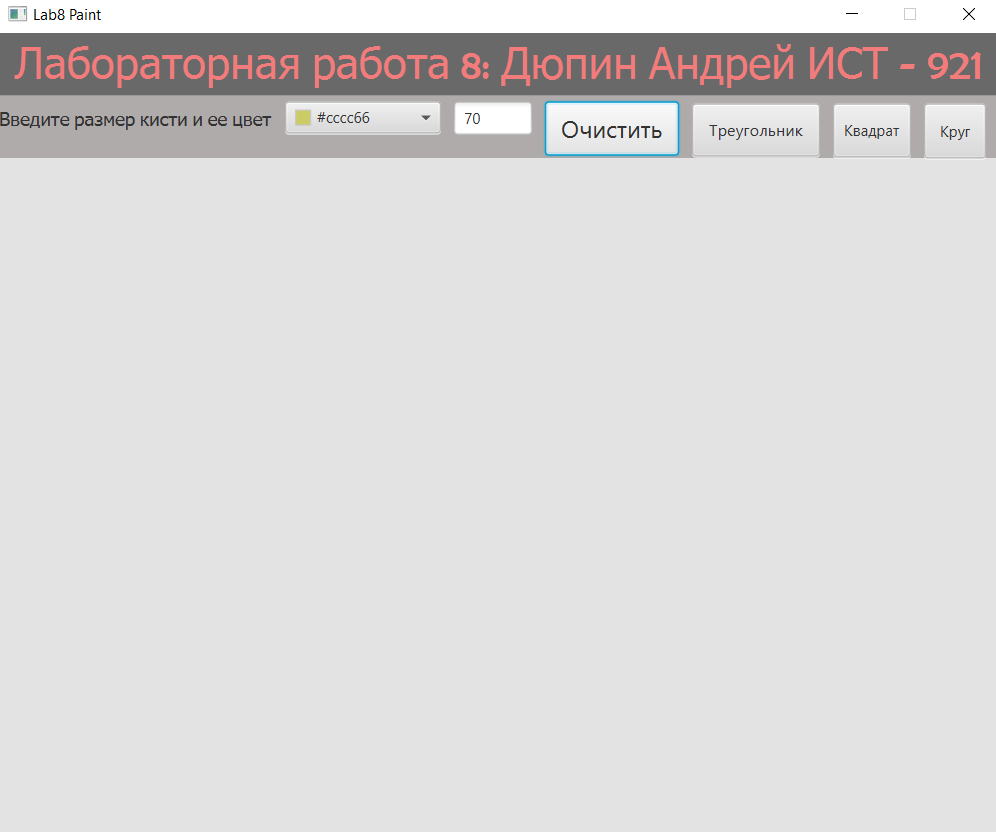 Lab8 Paint
Лабораторная работа 8: Дюпин Андрей ИСТ - 921
Введите размер кисти и ее цвет #cccc66 70 Очистить Треугольник Квадрат Круг